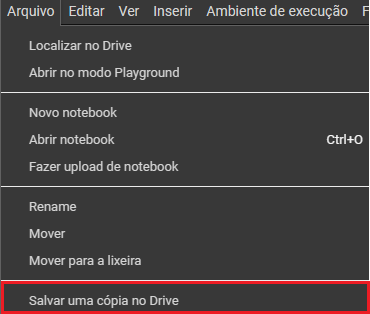 Arquivo Editar Ver Inserir Ambiente de execução F
Localizar no Drive
Abrir no modo Playground
Novo notebook
Abrir notebook Ctrl+O
Fazer upload de notebook
Rename
Mover
Mover para a lixeira
Salvar uma cópia no Drive